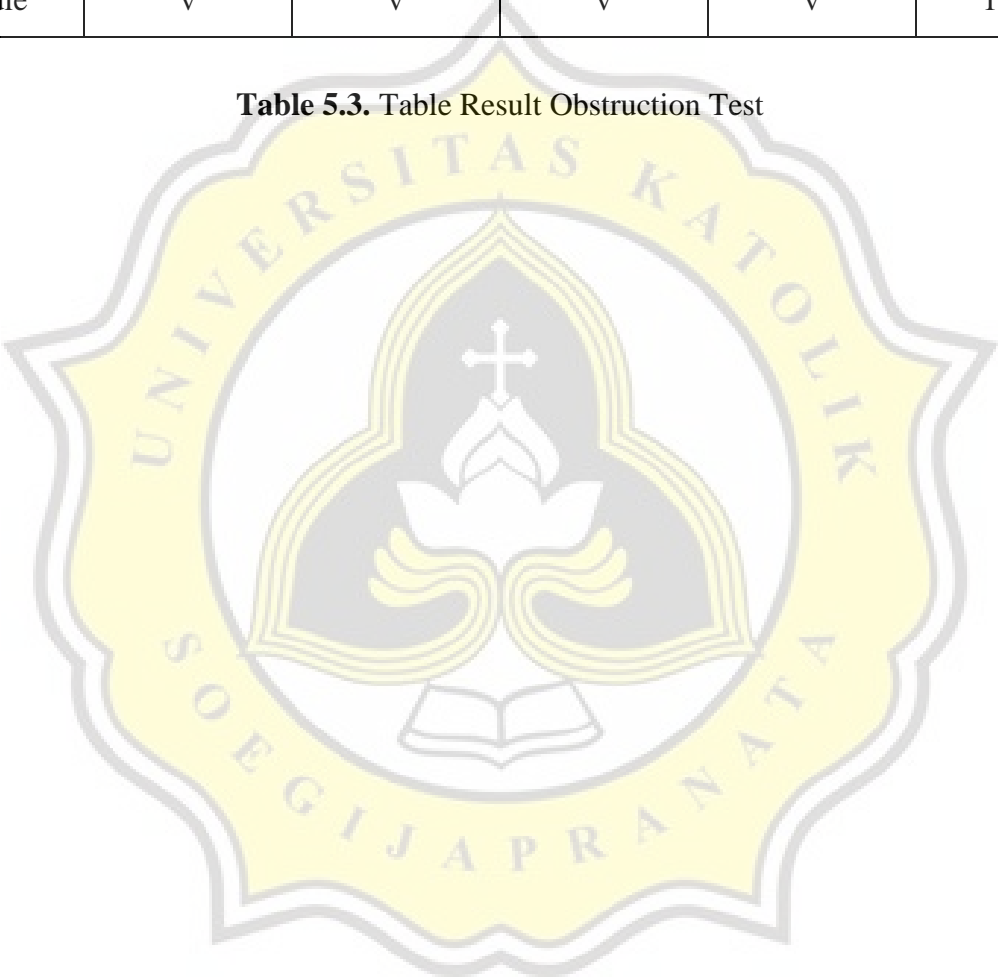 V V V V
Table 5.3. Table Result Obstruction Test
UNIVERSITAS KATOLIK
SOEGIJAPRANATA